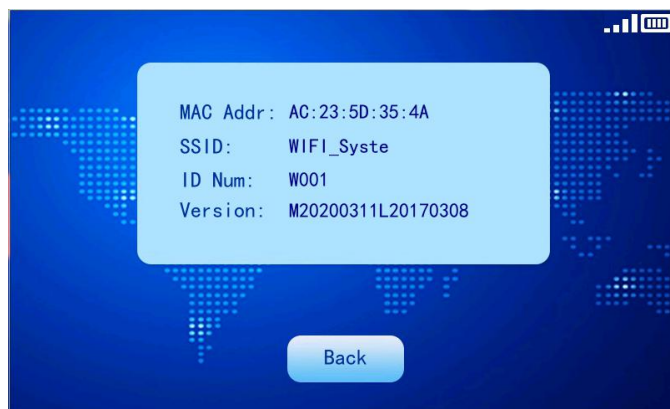 MAC Addr: AC:23:5D:35:4A
SSID: WIFI_Syste
ID Num: W001
Version: M20200311L20170308
Back